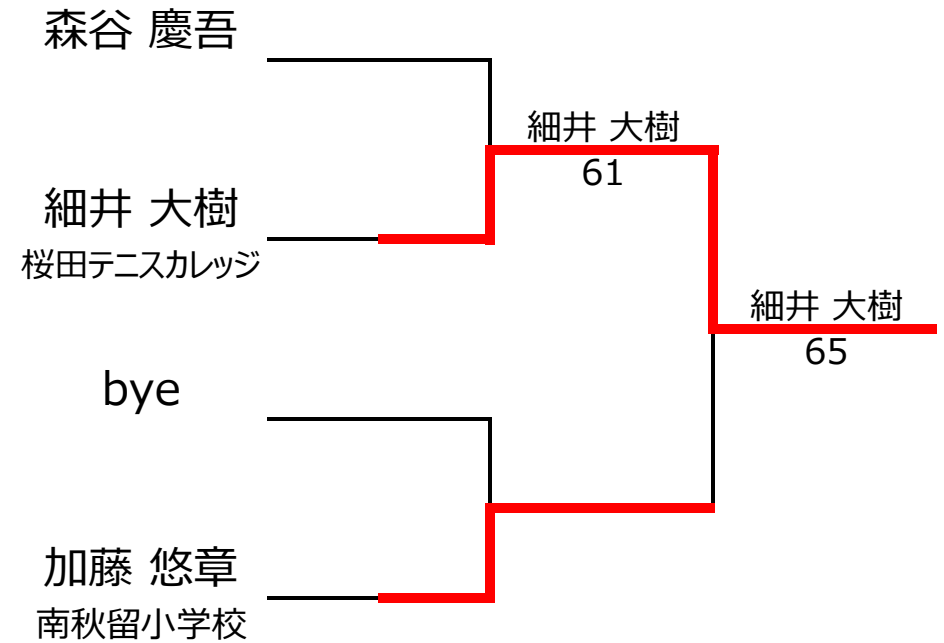 森谷 慶吾
細井 大樹
61
細井 大樹
桜田テニスカレッジ
細井 大樹
65
bye
加藤 悠章
南秋留小学校